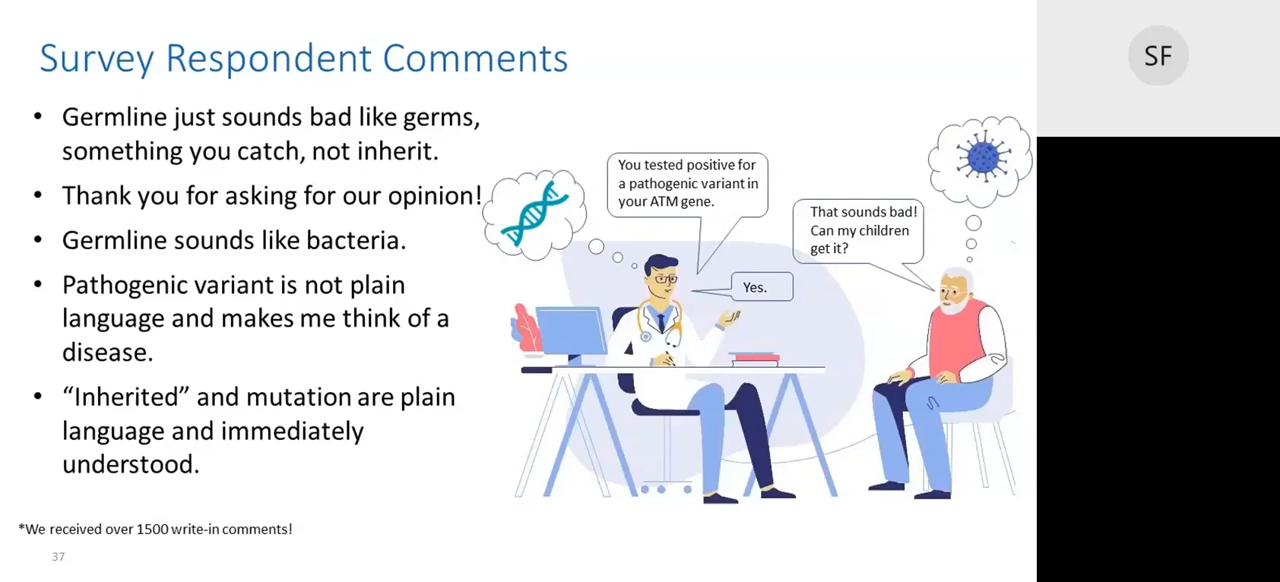 Survey Respondent Comments
• Germline just sounds bad like germs,
something you catch, not inherit.
• Thank you for asking for our opinion!
• Germline sounds like bacteria.
• Pathogenic variant is not plain
language and makes me think of a
disease.
• “Inherited” and mutation are plain
language and immediately
understood.
*We received over 1500 write-in comments!
37
You tested positive for
a pathogenic variant in
your ATM gene.
That sounds bad!
Can my children
get it?
Yes.
SF